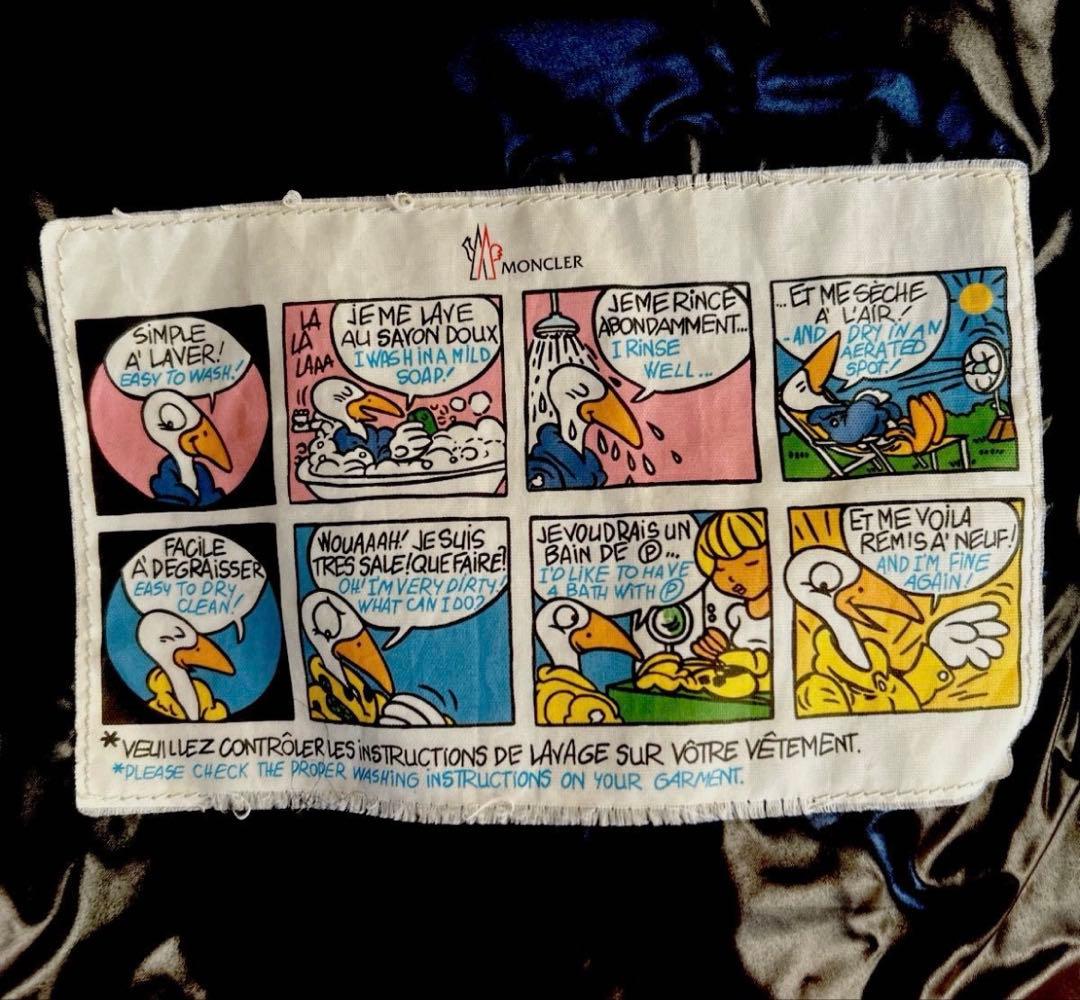 MONCLER
SIMPLE
A' LAVER!
EASY TO WASH!
LA
LA
LAAA
JE ME LAVE
AU SAVON DOUX
I WASH IN A MILD
SOAP!
JE ME RINCE
ABONDAMMENT...
I RINSE
WELL...
...ET ME SÈCHE
A' L'AIR!
-AND DRY IN AN
AERATED
SPOT!
FACILE
A' DEGRAISSER
EASY TO DRY
CLEAN!
WOUAAAH! JE SUIS
TRES SALE! QUE FAIRE?
OH! I'M VERY DIRTY!
WHAT CAN I DO?
JE VOUDRAIS UN
BAIN DE Ⓟ...
I'D LIKE TO HAVE
A BATH WITH Ⓟ
ET ME VOILA
REMIS A' NEUF!
AND I'M FINE
AGAIN!
*VEUILLEZ CONTRÔLER LES INSTRUCTIONS DE LAVAGE SUR VÔTRE VÊTEMENT.
*PLEASE CHECK THE PROPER WASHING INSTRUCTIONS ON YOUR GARMENT.